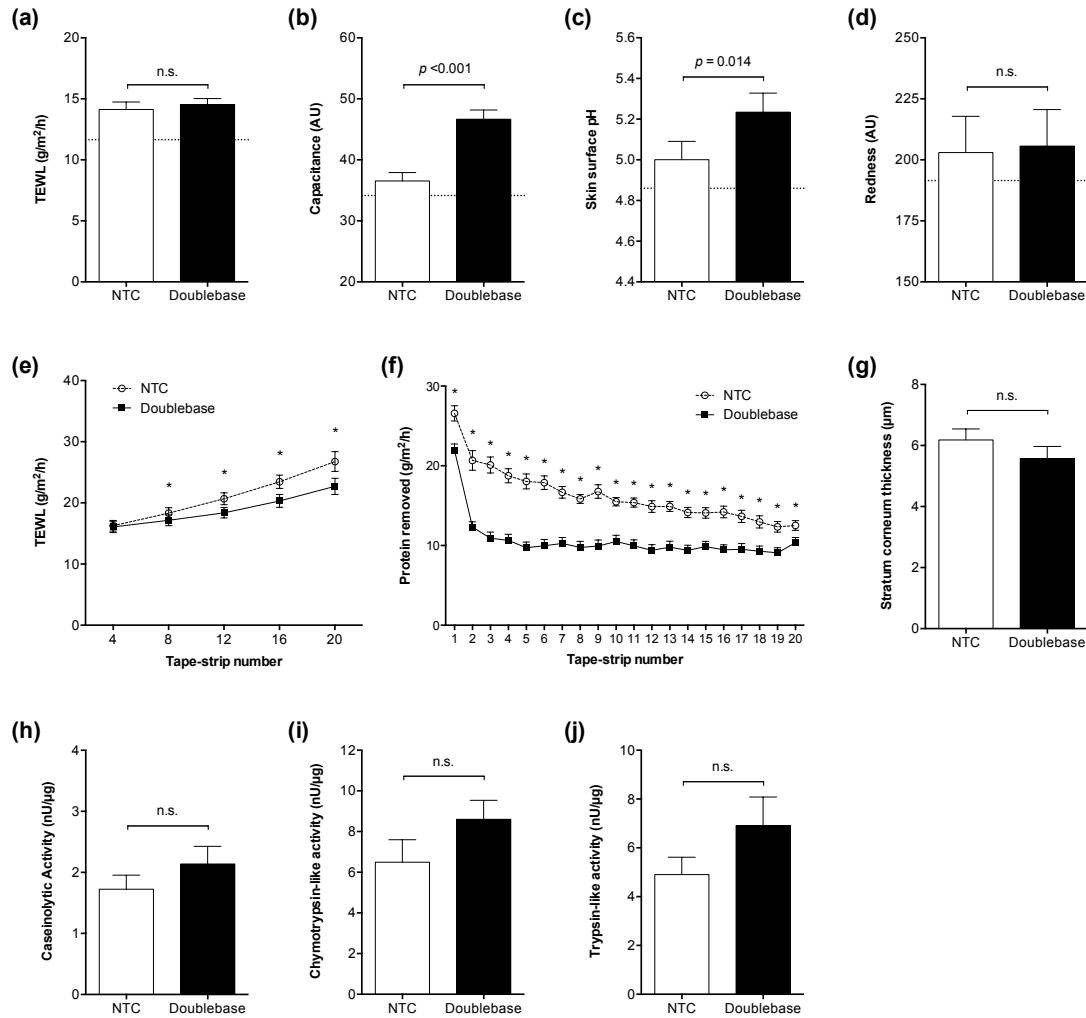 (a)
TEWL (g/m²/h)
20
15
10
5
0
n.s.
NTC
Doublebase
(b)
Capacitance (AU)
60
50
40
30
20
p <0.001
NTC
Doublebase
(c)
Skin surface pH
5.6
5.4
5.2
5.0
4.8
4.6
4.4
p = 0.014
NTC
Doublebase
(d)
Redness (AU)
250
225
200
175
150
n.s.
NTC
Doublebase
(e)
TEWL (g/m²/h)
40
30
20
10
0
NTC
Doublebase
* * * *
4 8 12 16 20
Tape-strip number
(f)
Protein removed (g/m²/h)
30
20
10
0
NTC
Doublebase
* * * * * * * * * * * * * * * * * * * *
1 2 3 4 5 6 7 8 9 10 11 12 13 14 15 16 17 18 19 20
Tape-strip number
(g)
Stratum corneum thickness (µm)
8
6
4
2
0
n.s.
NTC
Doublebase
(h)
Caseinolytic Activity (nU/µg)
4
3
2
1
0
n.s.
NTC
Doublebase
(i)
Chymotrypsin-like activity (nU/µg)
12
10
8
6
4
2
0
n.s.
NTC
Doublebase
(j)
Trypsin-like activity (nU/µg)
10
8
6
4
2
0
n.s.
NTC
Doublebase